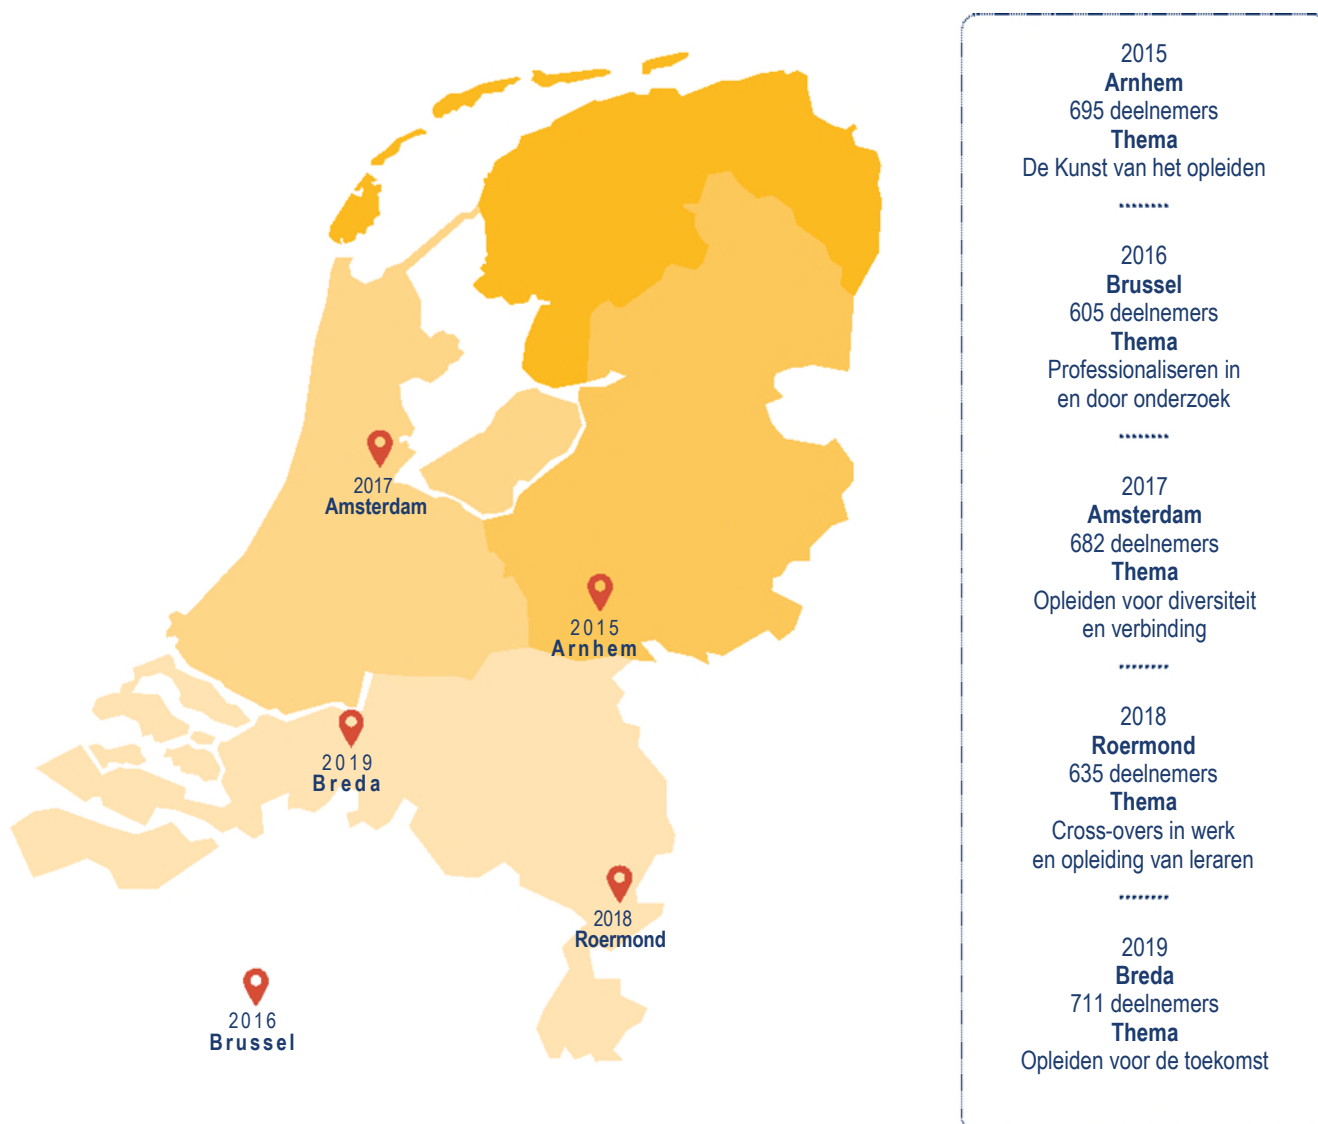 2017
Amsterdam
2015
Arnhem
2019
Breda
2018
Roermond
2016
Brussel
2015
Arnhem
695 deelnemers
Thema
De Kunst van het opleiden
2016
Brussel
605 deelnemers
Thema
Professionaliseren in
en door onderzoek
2017
Amsterdam
682 deelnemers
Thema
Opleiden voor diversiteit
en verbinding
2018
Roermond
635 deelnemers
Thema
Cross-overs in werk
en opleiding van leraren
2019
Breda
711 deelnemers
Thema
Opleiden voor de toekomst